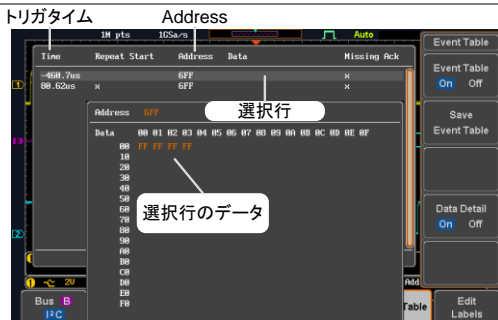 トリガタイム Address
1M pts 1GSa/s Auto
Event Table
Time Repeat Start Address Data Missing Ack
-460.7us 6FF ×
80.62us × 6FF ×
Event Table
On Off
選択行
Address 6FF
Data 00 01 02 03 04 05 06 07 08 09 0A 0B 0C 0D 0E 0F
00 FF FF FF FF
10
20
30
40
50
60
70
80
90
A0
B0
C0
D0
E0
F0
選択行のデータ
Save
Event Table
Data Detail
On Off
1 2V
Add
Bus B
I²C
Table
Edit
Labels